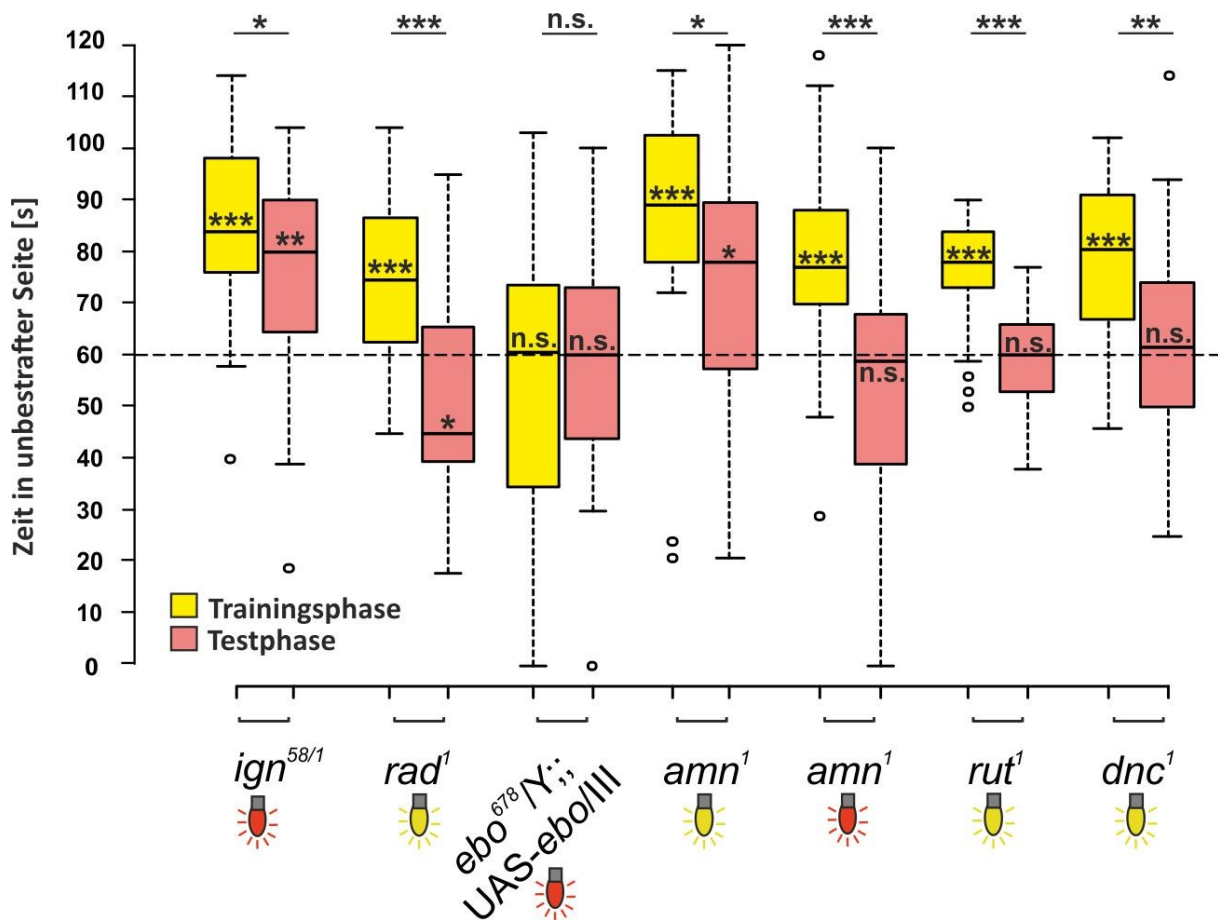 * *** n.s. * *** *** **
Zeit in unbestrafter Seite [s]
120
110
100
90
80
70
60
50
40
30
20
10
0
*** ** *** * n.s. n.s. *** * *** n.s. *** n.s. *** n.s.
Trainingsphase
Testphase
ign58/1 rad1 ebo678/Y;; amn1 amn1 rut1 dnc1
UAS-ebo/III